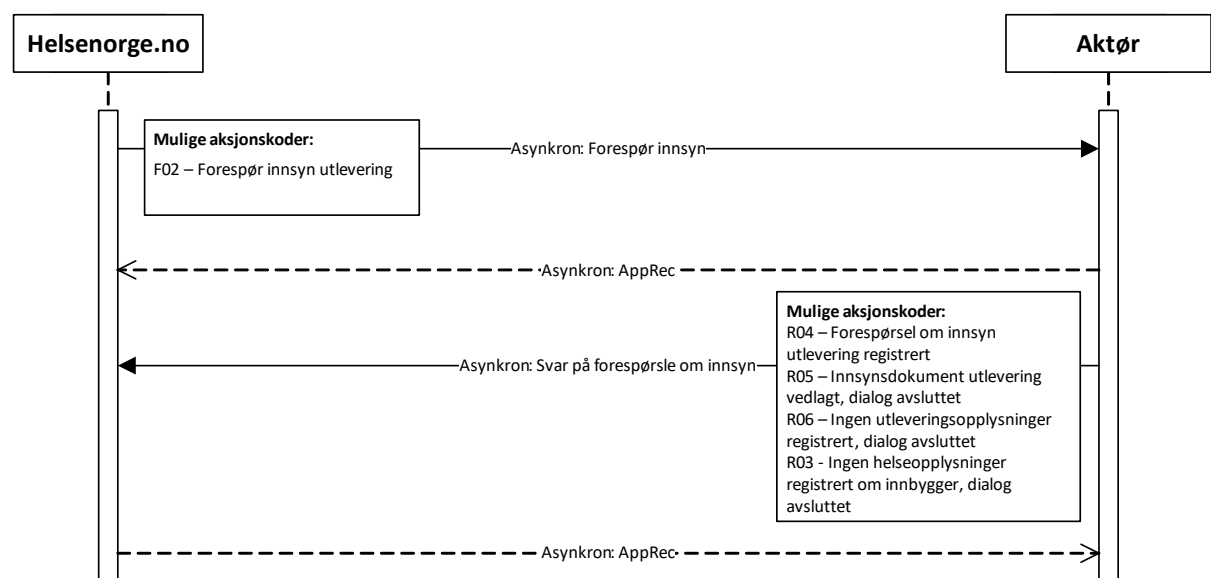 Helsenorge.no
Aktør
Mulige aksjonskoder:
F02 – Forespør innsyn utlevering
Asynkron: Forespør innsyn
Asynkron: AppRec
Mulige aksjonskoder:
R04 – Forespørsel om innsyn
utlevering registrert
R05 – Innsynsdokument utlevering
vedlagt, dialog avsluttet
R06 – Ingen utleveringsopplysninger
registrert, dialog avsluttet
R03 - Ingen helseopplysninger
registrert om innbygger, dialog
avsluttet
Asynkron: Svar på forespørsle om innsyn
Asynkron: AppRec